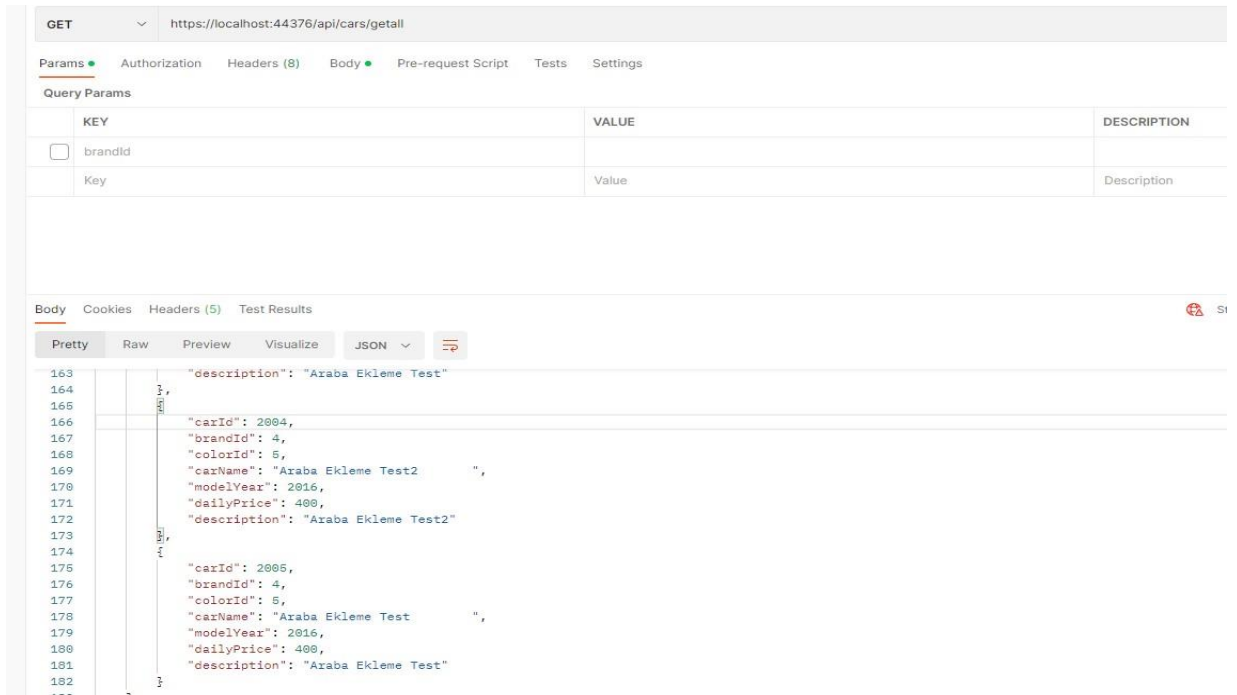 GET https://localhost:44376/api/cars/getall
Params Authorization Headers (8) Body Pre-request Script Tests Settings
Query Params
KEY VALUE DESCRIPTION
brandId
Key Value Description
Body Cookies Headers (5) Test Results
Pretty Raw Preview Visualize JSON
163 "description": "Araba Ekleme Test"
164 },
165 {
166 "carId": 2004,
167 "brandId": 4,
168 "colorId": 5,
169 "carName": "Araba Ekleme Test2       ",
170 "modelYear": 2016,
171 "dailyPrice": 400,
172 "description": "Araba Ekleme Test2"
173 },
174 {
175 "carId": 2005,
176 "brandId": 4,
177 "colorId": 5,
178 "carName": "Araba Ekleme Test        ",
179 "modelYear": 2016,
180 "dailyPrice": 400,
181 "description": "Araba Ekleme Test"
182 }